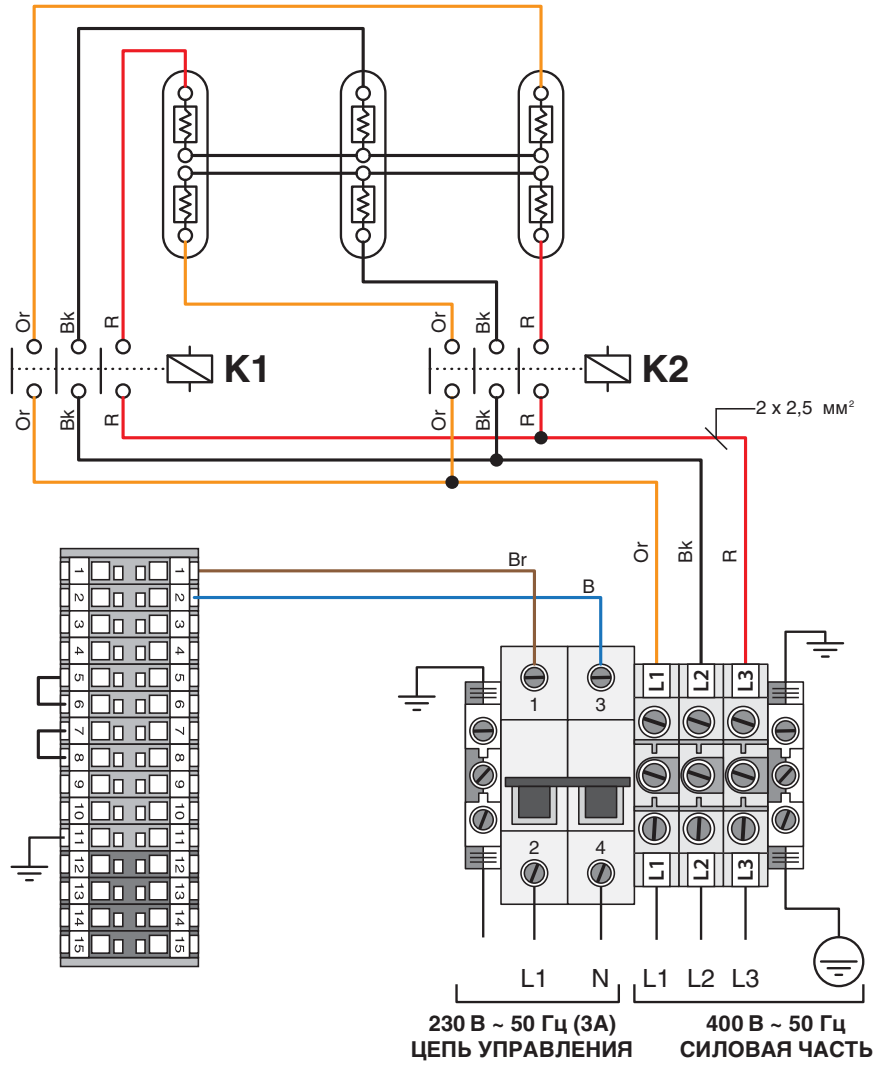 Or Bk R Or Bk R
K1 K2
Or Bk R Or Bk R
2 x 2,5 мм²
Or Bk R
Br
B
1 1
2 2
3 3
4 4
5 5
6 6
7 7
8 8
9 9
10 10
11 11
12 12
13 13
14 14
15 15
L1 L2 L3
1 3
2 4
L1 L2 L3
L1 N L1 L2 L3
230 В ~ 50 Гц (3А) 400 В ~ 50 Гц
ЦЕПЬ УПРАВЛЕНИЯ СИЛОВАЯ ЧАСТЬ